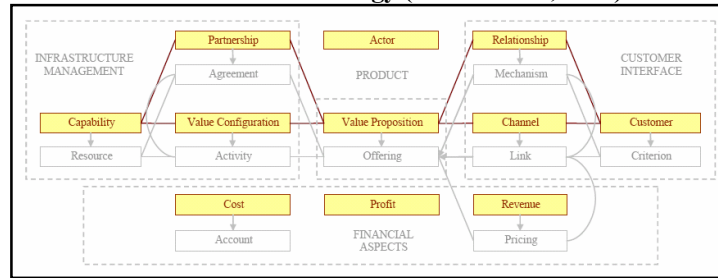 Partnership
Actor
Relationship
INFRASTRUCTURE
MANAGEMENT
Agreement
PRODUCT
Mechanism
CUSTOMER
INTERFACE
Capability
Value Configuration
Value Proposition
Channel
Customer
Resource
Activity
Offering
Link
Criterion
Cost
Profit
Revenue
Account
FINANCIAL
ASPECTS
Pricing